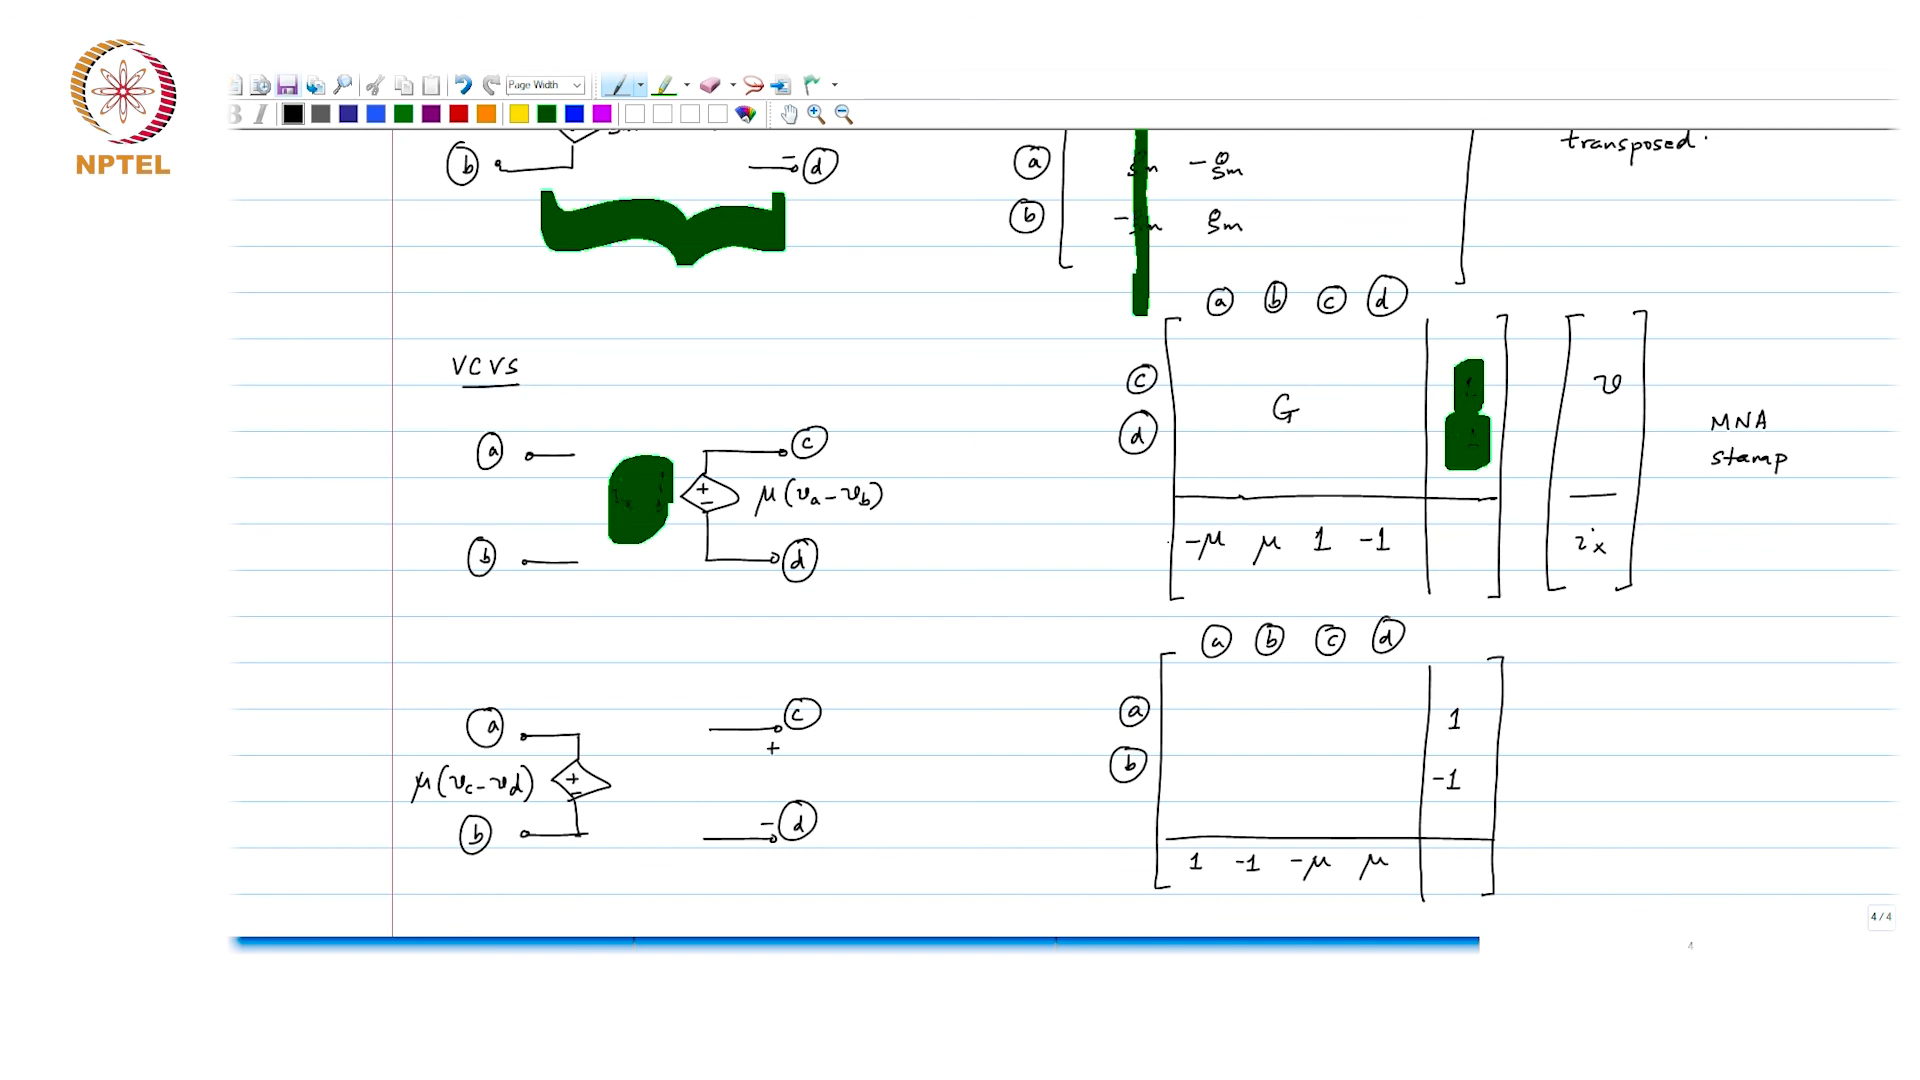 NPTEL
Page Width
B I
b
d
a -gm
b gm
transposed.
a b c d
VCVS
c
d
G
v
MNA
stamp
a
c
+
-
μ(va-vb)
b
d
-μ μ 1 -1
ix
a b c d
a
c
+
a 1
μ(vc-vd)
+
-
b -1
b
- d
1 -1 -μ μ
4/4
4